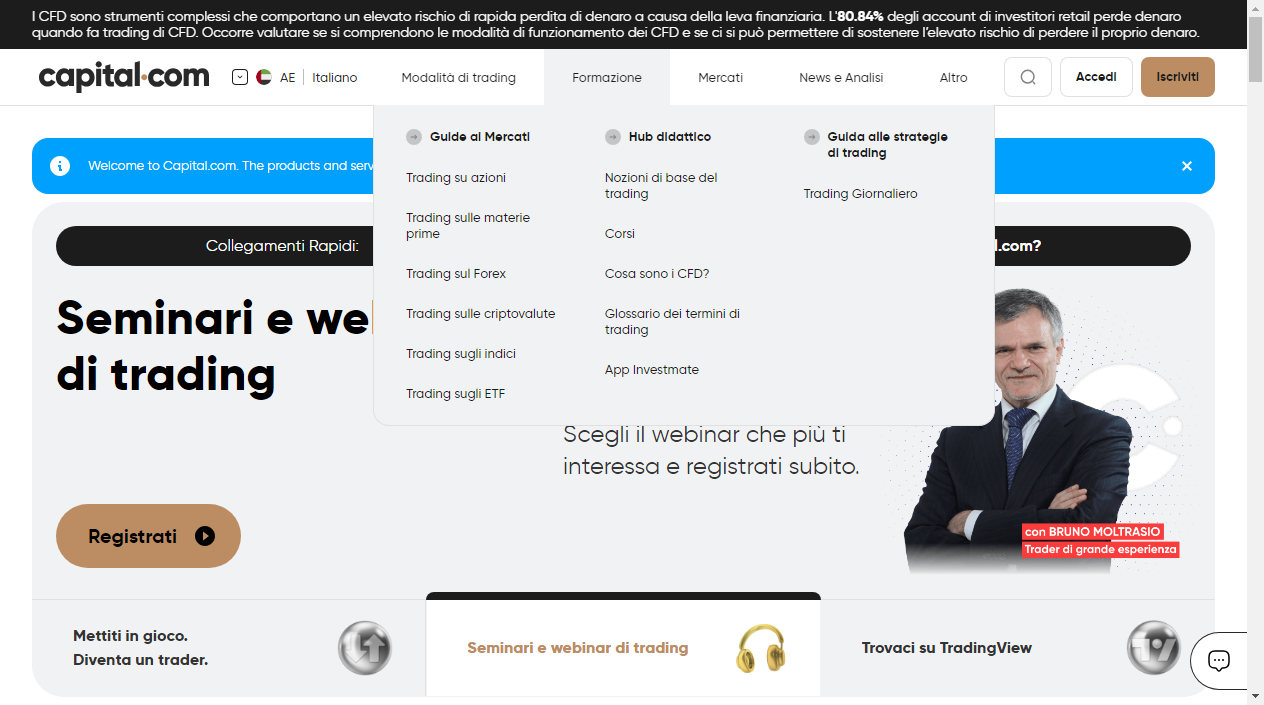 I CFD sono strumenti complessi che comportano un elevato rischio di rapida perdita di denaro a causa della leva finanziaria. L'80.84% degli account di investitori retail perde denaro
quando fa trading di CFD. Occorre valutare se si comprendono le modalità di funzionamento dei CFD e se ci si può permettere di sostenere l'elevato rischio di perdere il proprio denaro.
capital.com
AE Italiano
Modalità di trading
Formazione
Mercati
News e Analisi
Altro
Accedi
Iscriviti
Guide ai Mercati
Trading su azioni
Trading sulle materie
prime
Trading sul Forex
Trading sulle criptovalute
Trading sugli indici
Trading sugli ETF
Hub didattico
Nozioni di base del
trading
Corsi
Cosa sono i CFD?
Glossario dei termini di
trading
App Investmate
Guida alle strategie
di trading
Trading Giornaliero
Welcome to Capital.com. The products and serv
Collegamenti Rapidi:
l.com?
Seminari e we
di trading
Scegli il webinar che più ti
interessa e registrati subito.
Registrati
con BRUNO MOLTRASIO
Trader di grande esperienza
Mettiti in gioco.
Diventa un trader.
Seminari e webinar di trading
Trovaci su TradingView